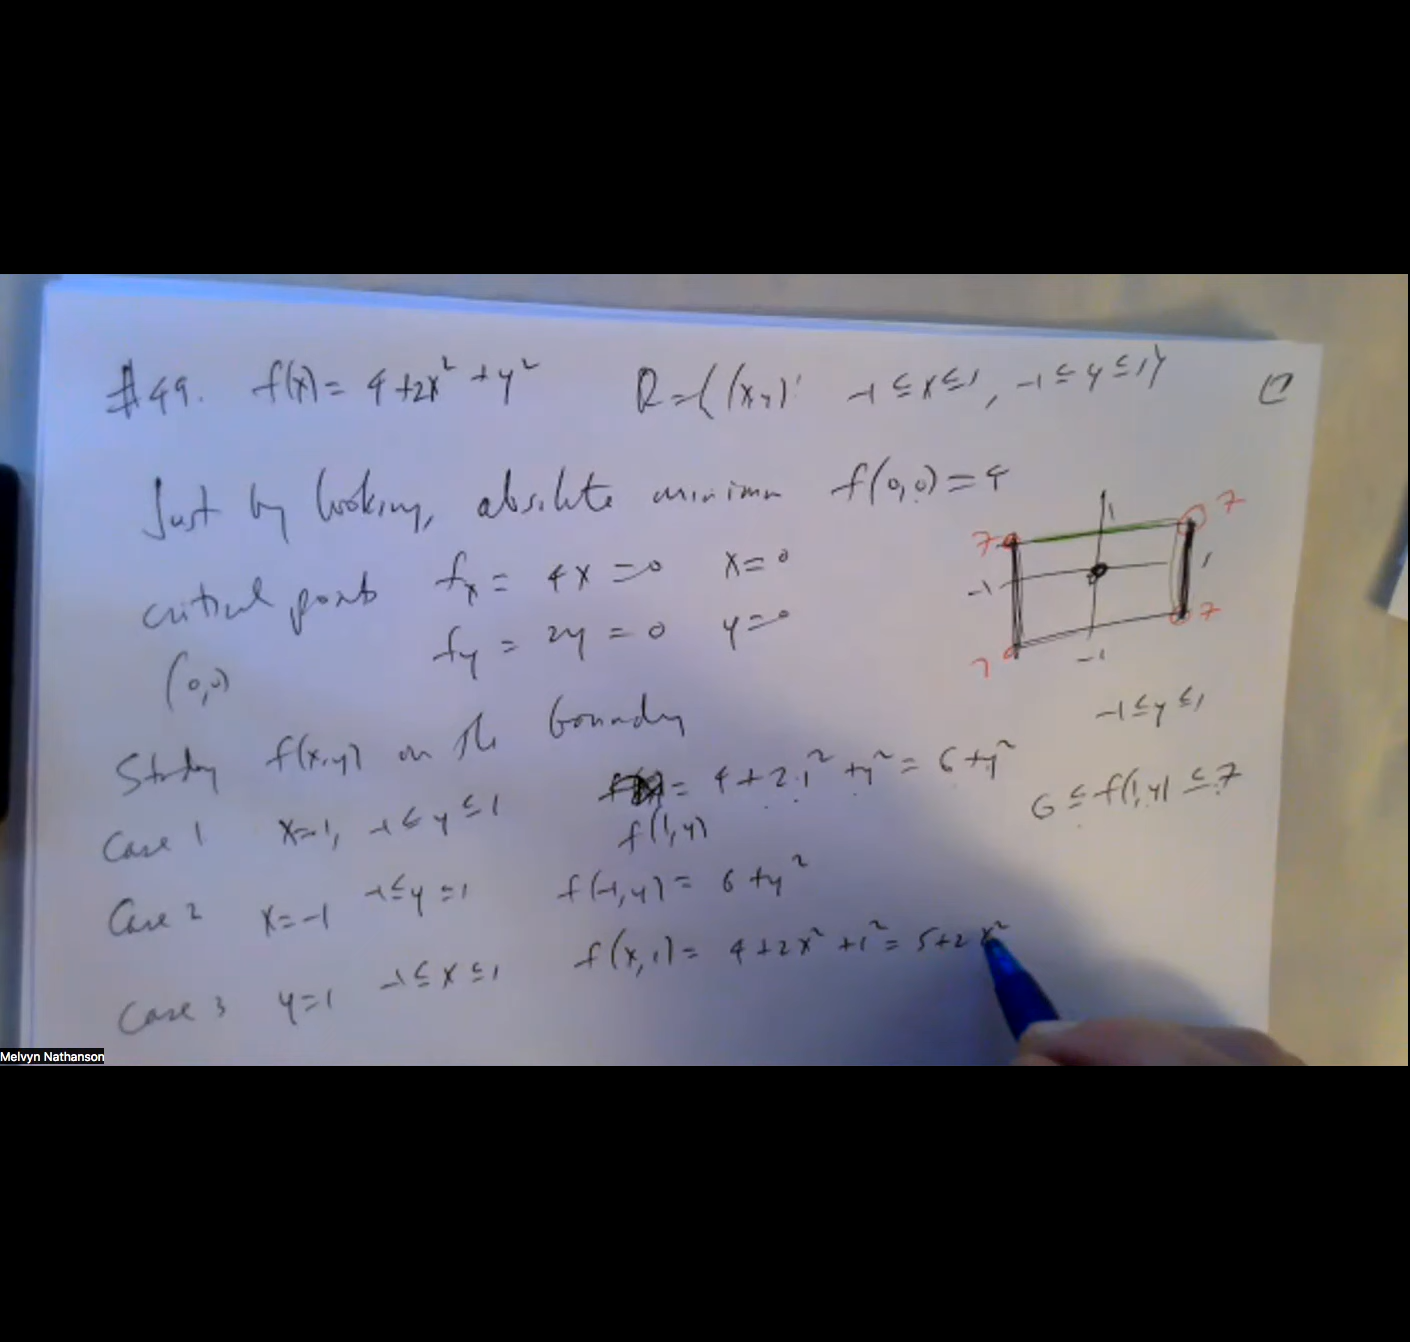 #49. f(x) = 4 + 2x² + y² R = {(x,y): -1 ≤ x ≤ 1, -1 ≤ y ≤ 1}
Just by looking, absolute minimum f(0,0) = 4
critical points fx = 4x = 0 x = 0
(0,0) fy = 2y = 0 y = 0
7 7
1
-1 1
7 7
-1
Study f(x,y) on the boundary
-1 ≤ y ≤ 1
Case 1 x = 1, -1 ≤ y ≤ 1 = 4 + 2·1² + y² = 6 + y² 6 ≤ f(1,y) ≤ 7
f(1,y)
Case 2 x = -1 -1 ≤ y ≤ 1 f(-1,y) = 6 + y²
Case 3 y = 1 -1 ≤ x ≤ 1 f(x,1) = 4 + 2x² + 1² = 5 + 2x²
Melvyn Nathanson